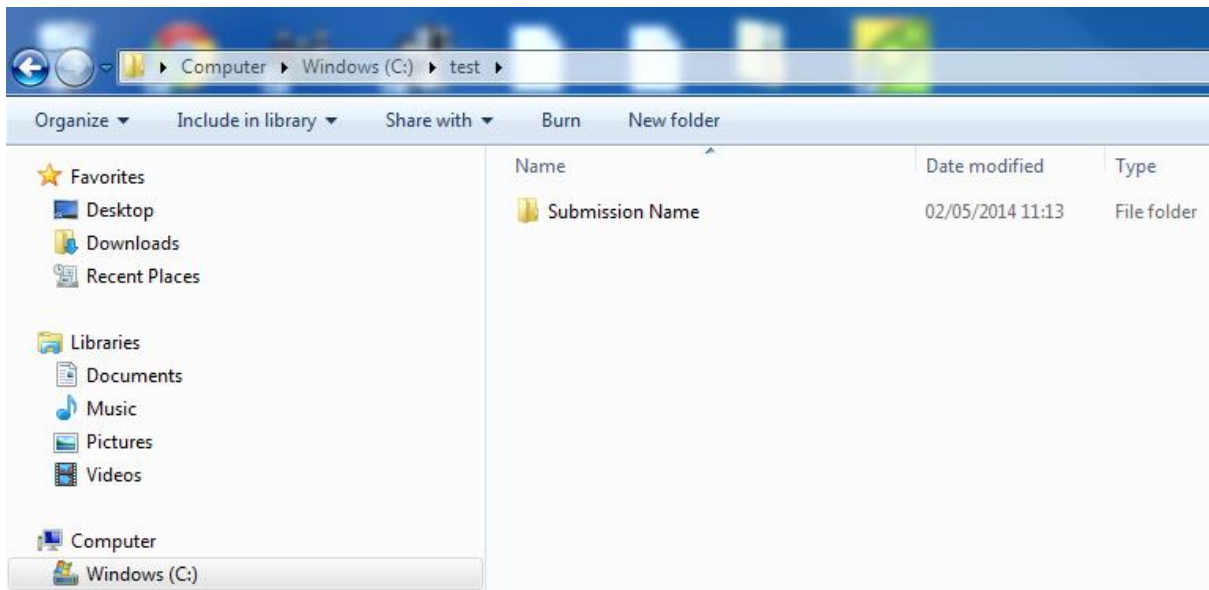 Computer Windows (C:) test
Organize Include in library Share with Burn New folder
Favorites
Desktop
Downloads
Recent Places
Libraries
Documents
Music
Pictures
Videos
Computer
Windows (C:)
Name Date modified Type
Submission Name 02/05/2014 11:13 File folder